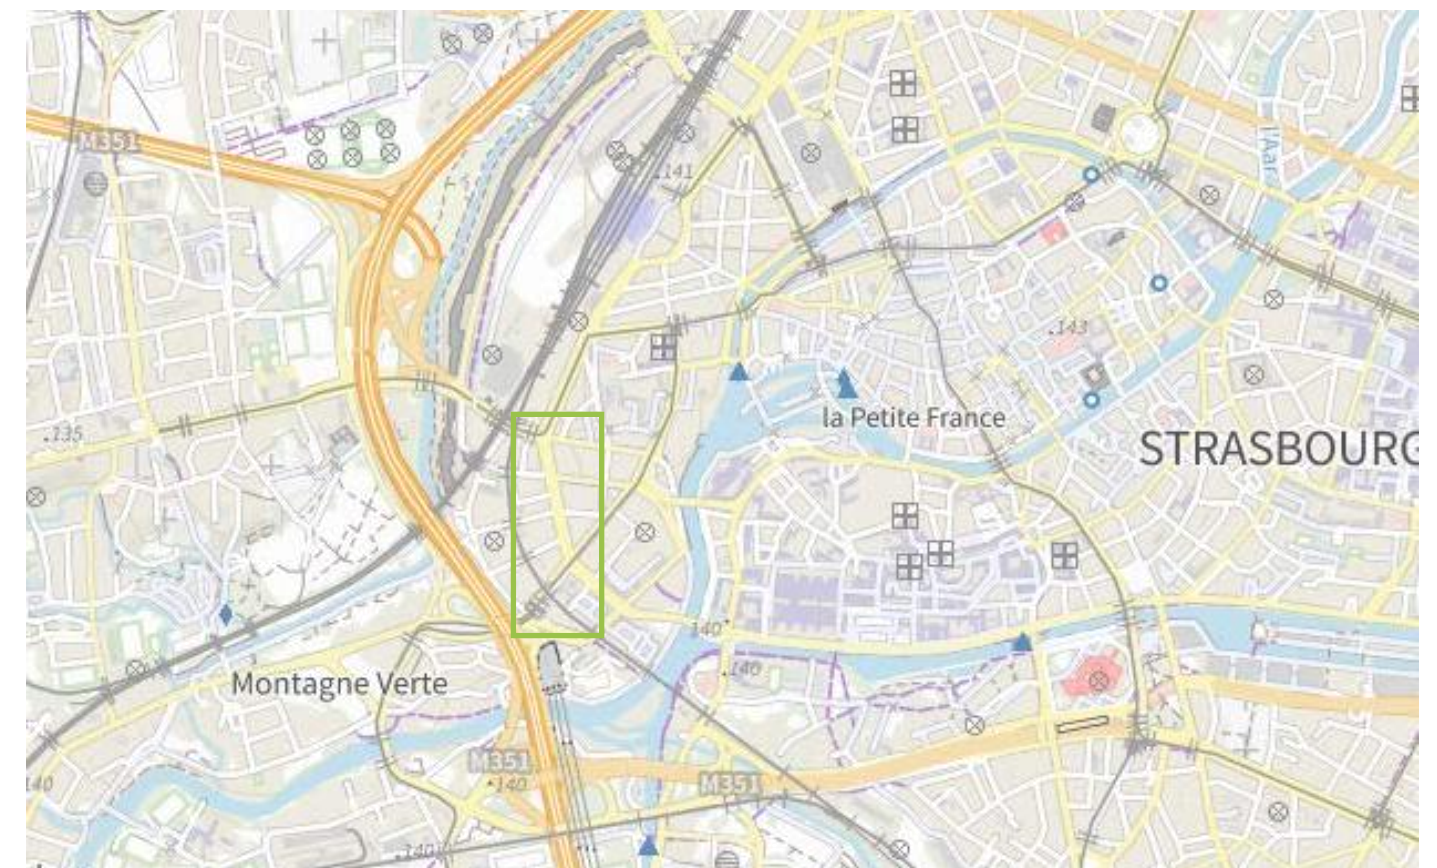 M351
.141
l'Aar
.143
la Petite France
.135
STRASBOURG
140
Montagne Verte
.140
M351
140
.140
M351
.140